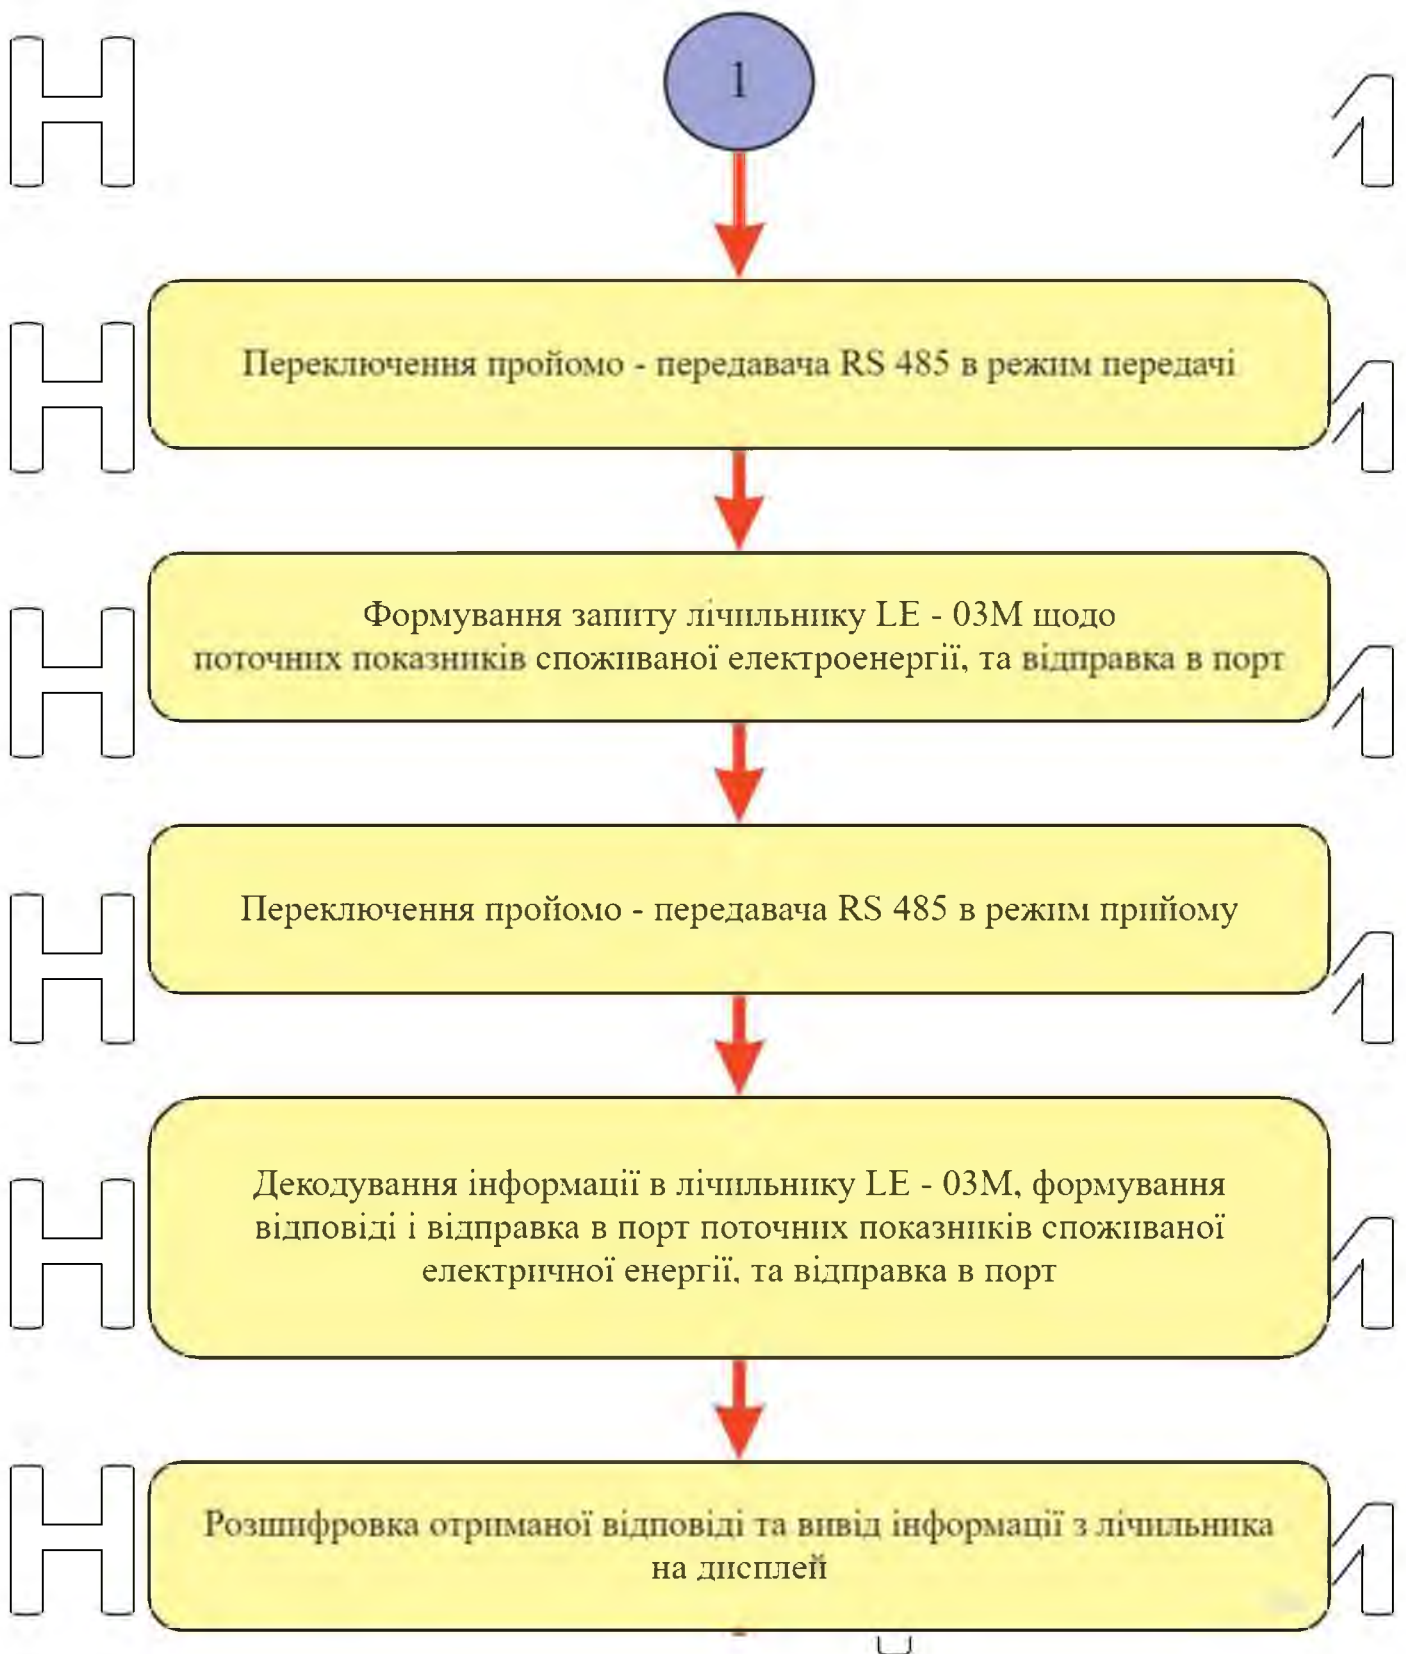 1
Переключення пройомо - передавача RS 485 в режим передачі
Формування запиту лічильнику LE - 03М щодо
поточних показників споживаної електроенергії, та відправка в порт
Переключення пройомо - передавача RS 485 в режим прийому
Декодування інформації в лічильнику LE - 03М, формування
відповіді і відправка в порт поточних показників споживаної
електричної енергії, та відправка в порт
Розшифровка отриманої відповіді та вивід інформації з лічильника
на дисплей